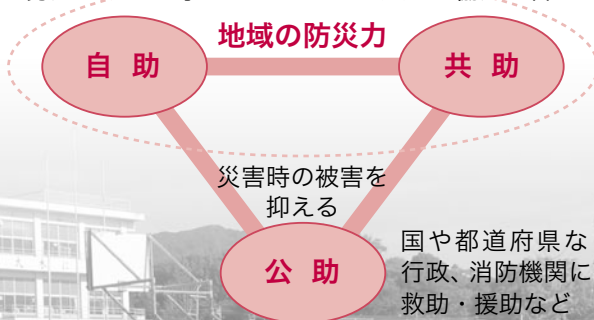 地域の防災力
自 助
共 助
災害時の被害を
抑える
公 助
国や都道府県な
行政、消防機関に
救助・援助など